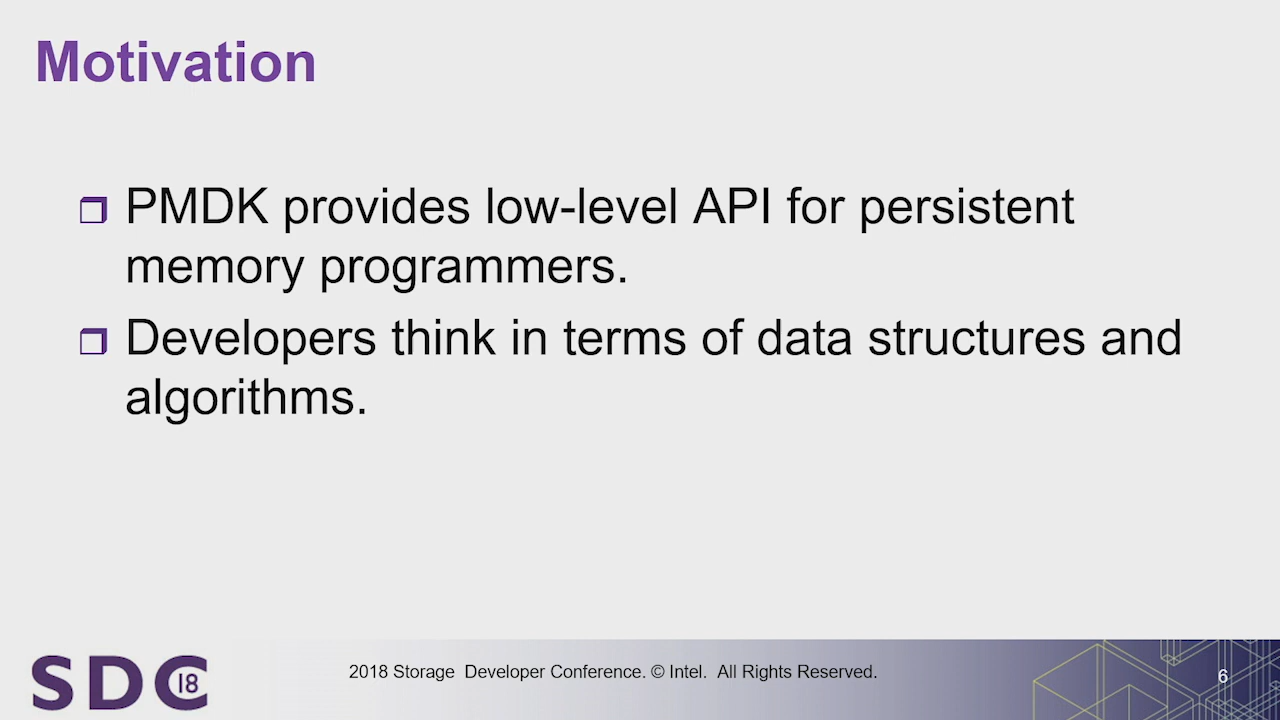 Motivation
PMDK provides low-level API for persistent
memory programmers.
Developers think in terms of data structures and
algorithms.
SDC 18
2018 Storage Developer Conference. © Intel. All Rights Reserved.
6